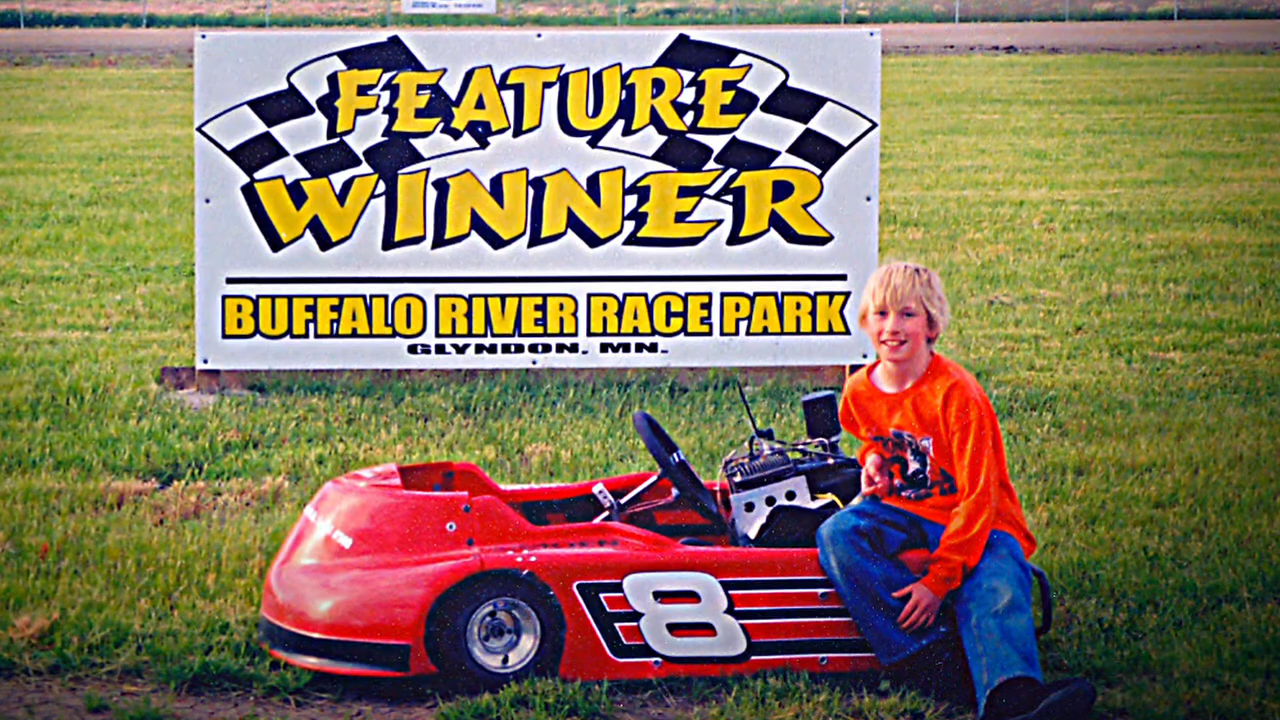 FEATURE
WINNER
BUFFALO RIVER RACE PARK
GLYNDON, MN.
8